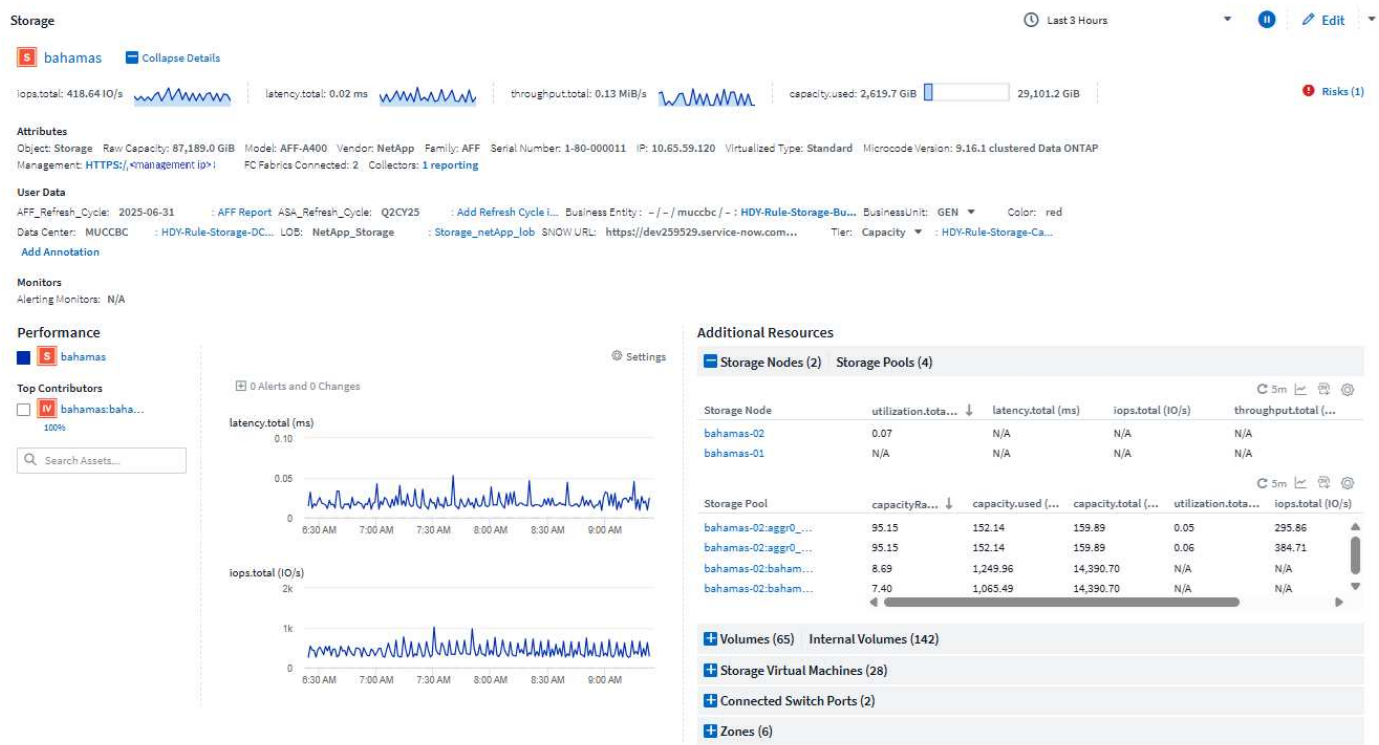 Storage
Last 3 Hours
Edit
S bahamas Collapse Details
iops.total: 418.64 IO/s
latency.total: 0.02 ms
throughput.total: 0.13 MiB/s
capacity.used: 2,619.7 GiB
29,101.2 GiB
Risks (1)
Attributes
Object: Storage Raw Capacity: 87,189.0 GiB Model: AFF-A400 Vendor: NetApp Family: AFF Serial Number: 1-80-000011 IP: 10.65.59.120 Virtualized Type: Standard Microcode Version: 9.16.1 clustered Data ONTAP
Management: HTTPS:/, <management ip> : FC Fabrics Connected: 2 Collectors: 1 reporting
User Data
AFF_Refresh_Cycle: 2025-06-31 : AFF Report ASA_Refresh_Cycle: Q2CY25 : Add Refresh Cycle i... Business Entity : - / - / muccbc / - : HDY-Rule-Storage-Bu... BusinessUnit: GEN Color: red
Data Center: MUCCBC : HDY-Rule-Storage-DC... LOB: NetApp_Storage : Storage_netApp_lob SNOW URL: https://dev259529.service-now.com... Tier: Capacity : HDY-Rule-Storage-Ca...
Add Annotation
Monitors
Alerting Monitors: N/A
Performance
S bahamas
Top Contributors
IV bahamas:baha...
100%
Search Assets...
Settings
0 Alerts and 0 Changes
latency.total (ms)
0.10
0.05
0
6:30 AM 7:00 AM 7:30 AM 8:00 AM 8:30 AM 9:00 AM
iops.total (IO/s)
2k
1k
0
6:30 AM 7:00 AM 7:30 AM 8:00 AM 8:30 AM 9:00 AM
Additional Resources
Storage Nodes (2) Storage Pools (4)
5m
Storage Node utilization.tota... latency.total (ms) iops.total (IO/s) throughput.total (...
bahamas-02 0.07 N/A N/A N/A
bahamas-01 N/A N/A N/A N/A
5m
Storage Pool capacityRa... capacity.used (... capacity.total (... utilization.tota... iops.total (IO/s)
bahamas-02:aggr0_... 95.15 152.14 159.89 0.05 295.86
bahamas-02:aggr0_... 95.15 152.14 159.89 0.06 384.71
bahamas-02:baham... 8.69 1,249.96 14,390.70 N/A N/A
bahamas-02:baham... 7.40 1,065.49 14,390.70 N/A N/A
Volumes (65) Internal Volumes (142)
Storage Virtual Machines (28)
Connected Switch Ports (2)
Zones (6)